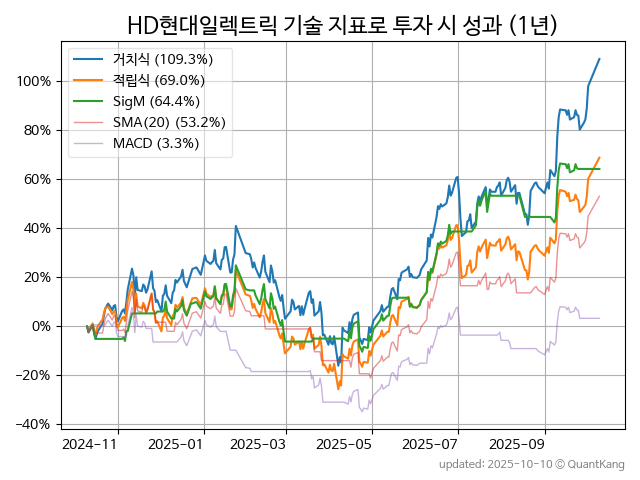 HD현대일렉트릭 기술 지표로 투자 시 성과 (1년)
거치식 (109.3%)
적립식 (69.0%)
SigM (64.4%)
SMA(20) (53.2%)
MACD (3.3%)
100%
80%
60%
40%
20%
0%
−20%
−40%
2024-11 2025-01 2025-03 2025-05 2025-07 2025-09
updated: 2025-10-10 © QuantKang